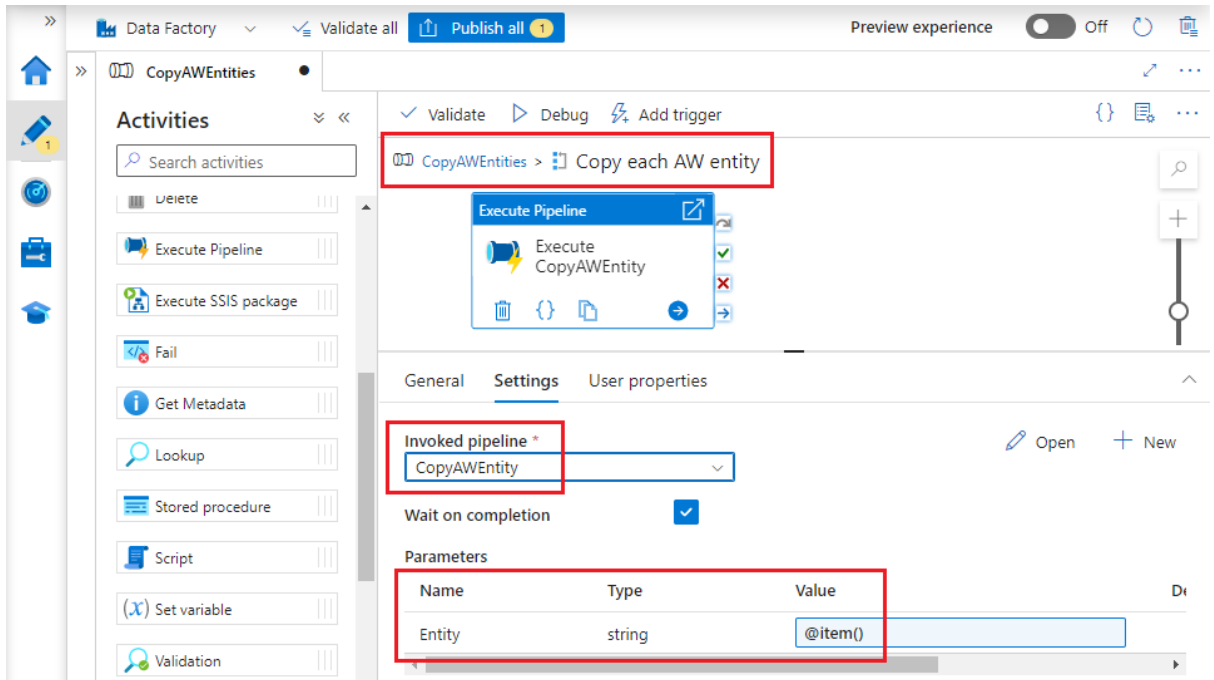 Data Factory
Validate all
Publish all 1
Preview experience
Off
CopyAWEntities
1
Activities
Search activities
Delete
Execute Pipeline
Execute SSIS package
Fail
Get Metadata
Lookup
Stored procedure
Script
(x) Set variable
Validation
Validate
Debug
Add trigger
{}
CopyAWEntities > Copy each AW entity
Execute Pipeline
Execute
CopyAWEntity
{}
General
Settings
User properties
Invoked pipeline *
CopyAWEntity
Open
New
Wait on completion
Parameters
Name Type Value
Entity string @item()